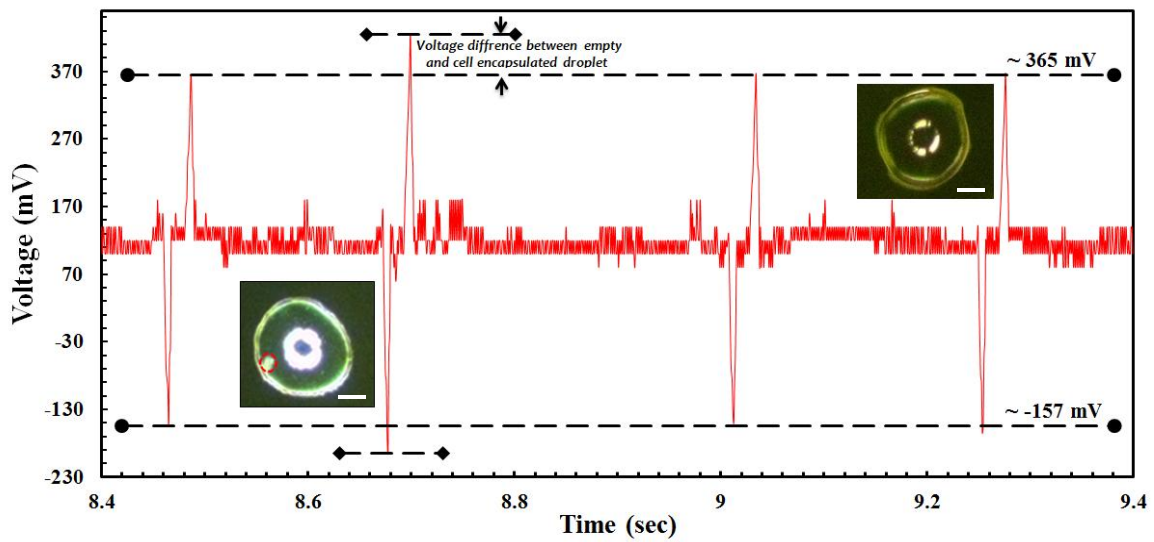 Voltage diffrence between empty
and cell encapsulated droplet
370
~ 365 mV
270
170
70
-30
-130
~ -157 mV
-230
8.4
8.6
8.8
9
9.2
9.4
Voltage (mV)
Time (sec)